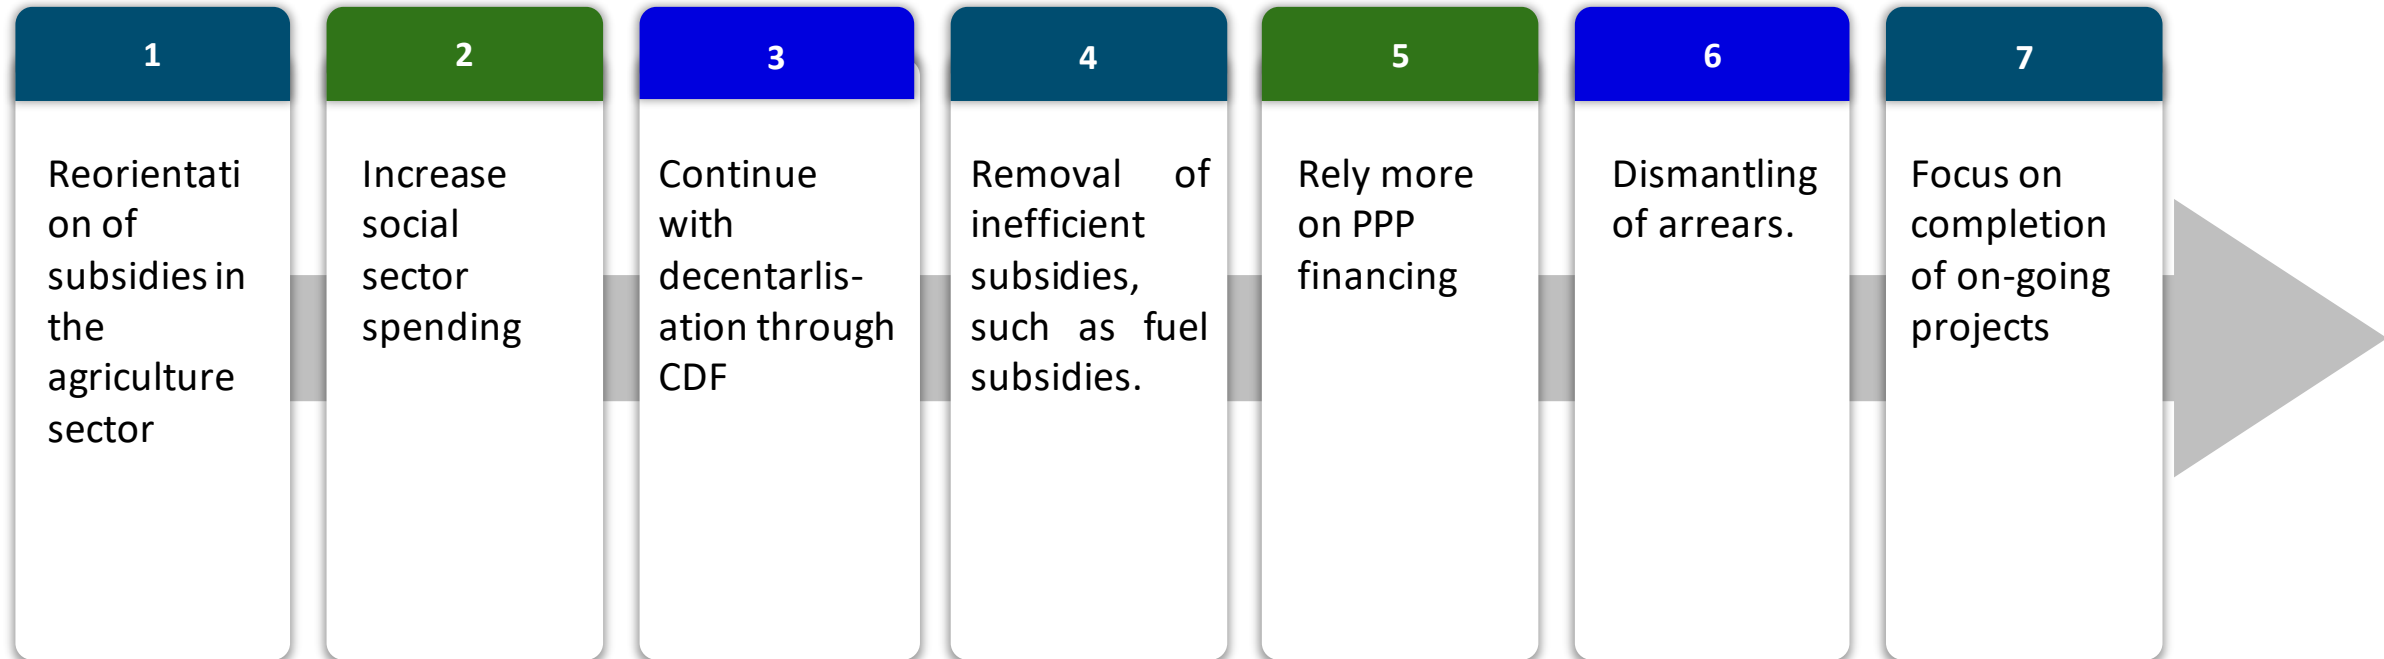 1
Reorientati
on of
subsidies in
the
agriculture
sector
2
Increase
social
sector
spending
3
Continue
with
decentarlis-
ation through
CDF
4
Removal of
inefficient
subsidies,
such as fuel
subsidies.
5
Rely more
on PPP
financing
6
Dismantling
of arrears.
7
Focus on
completion
of on-going
projects